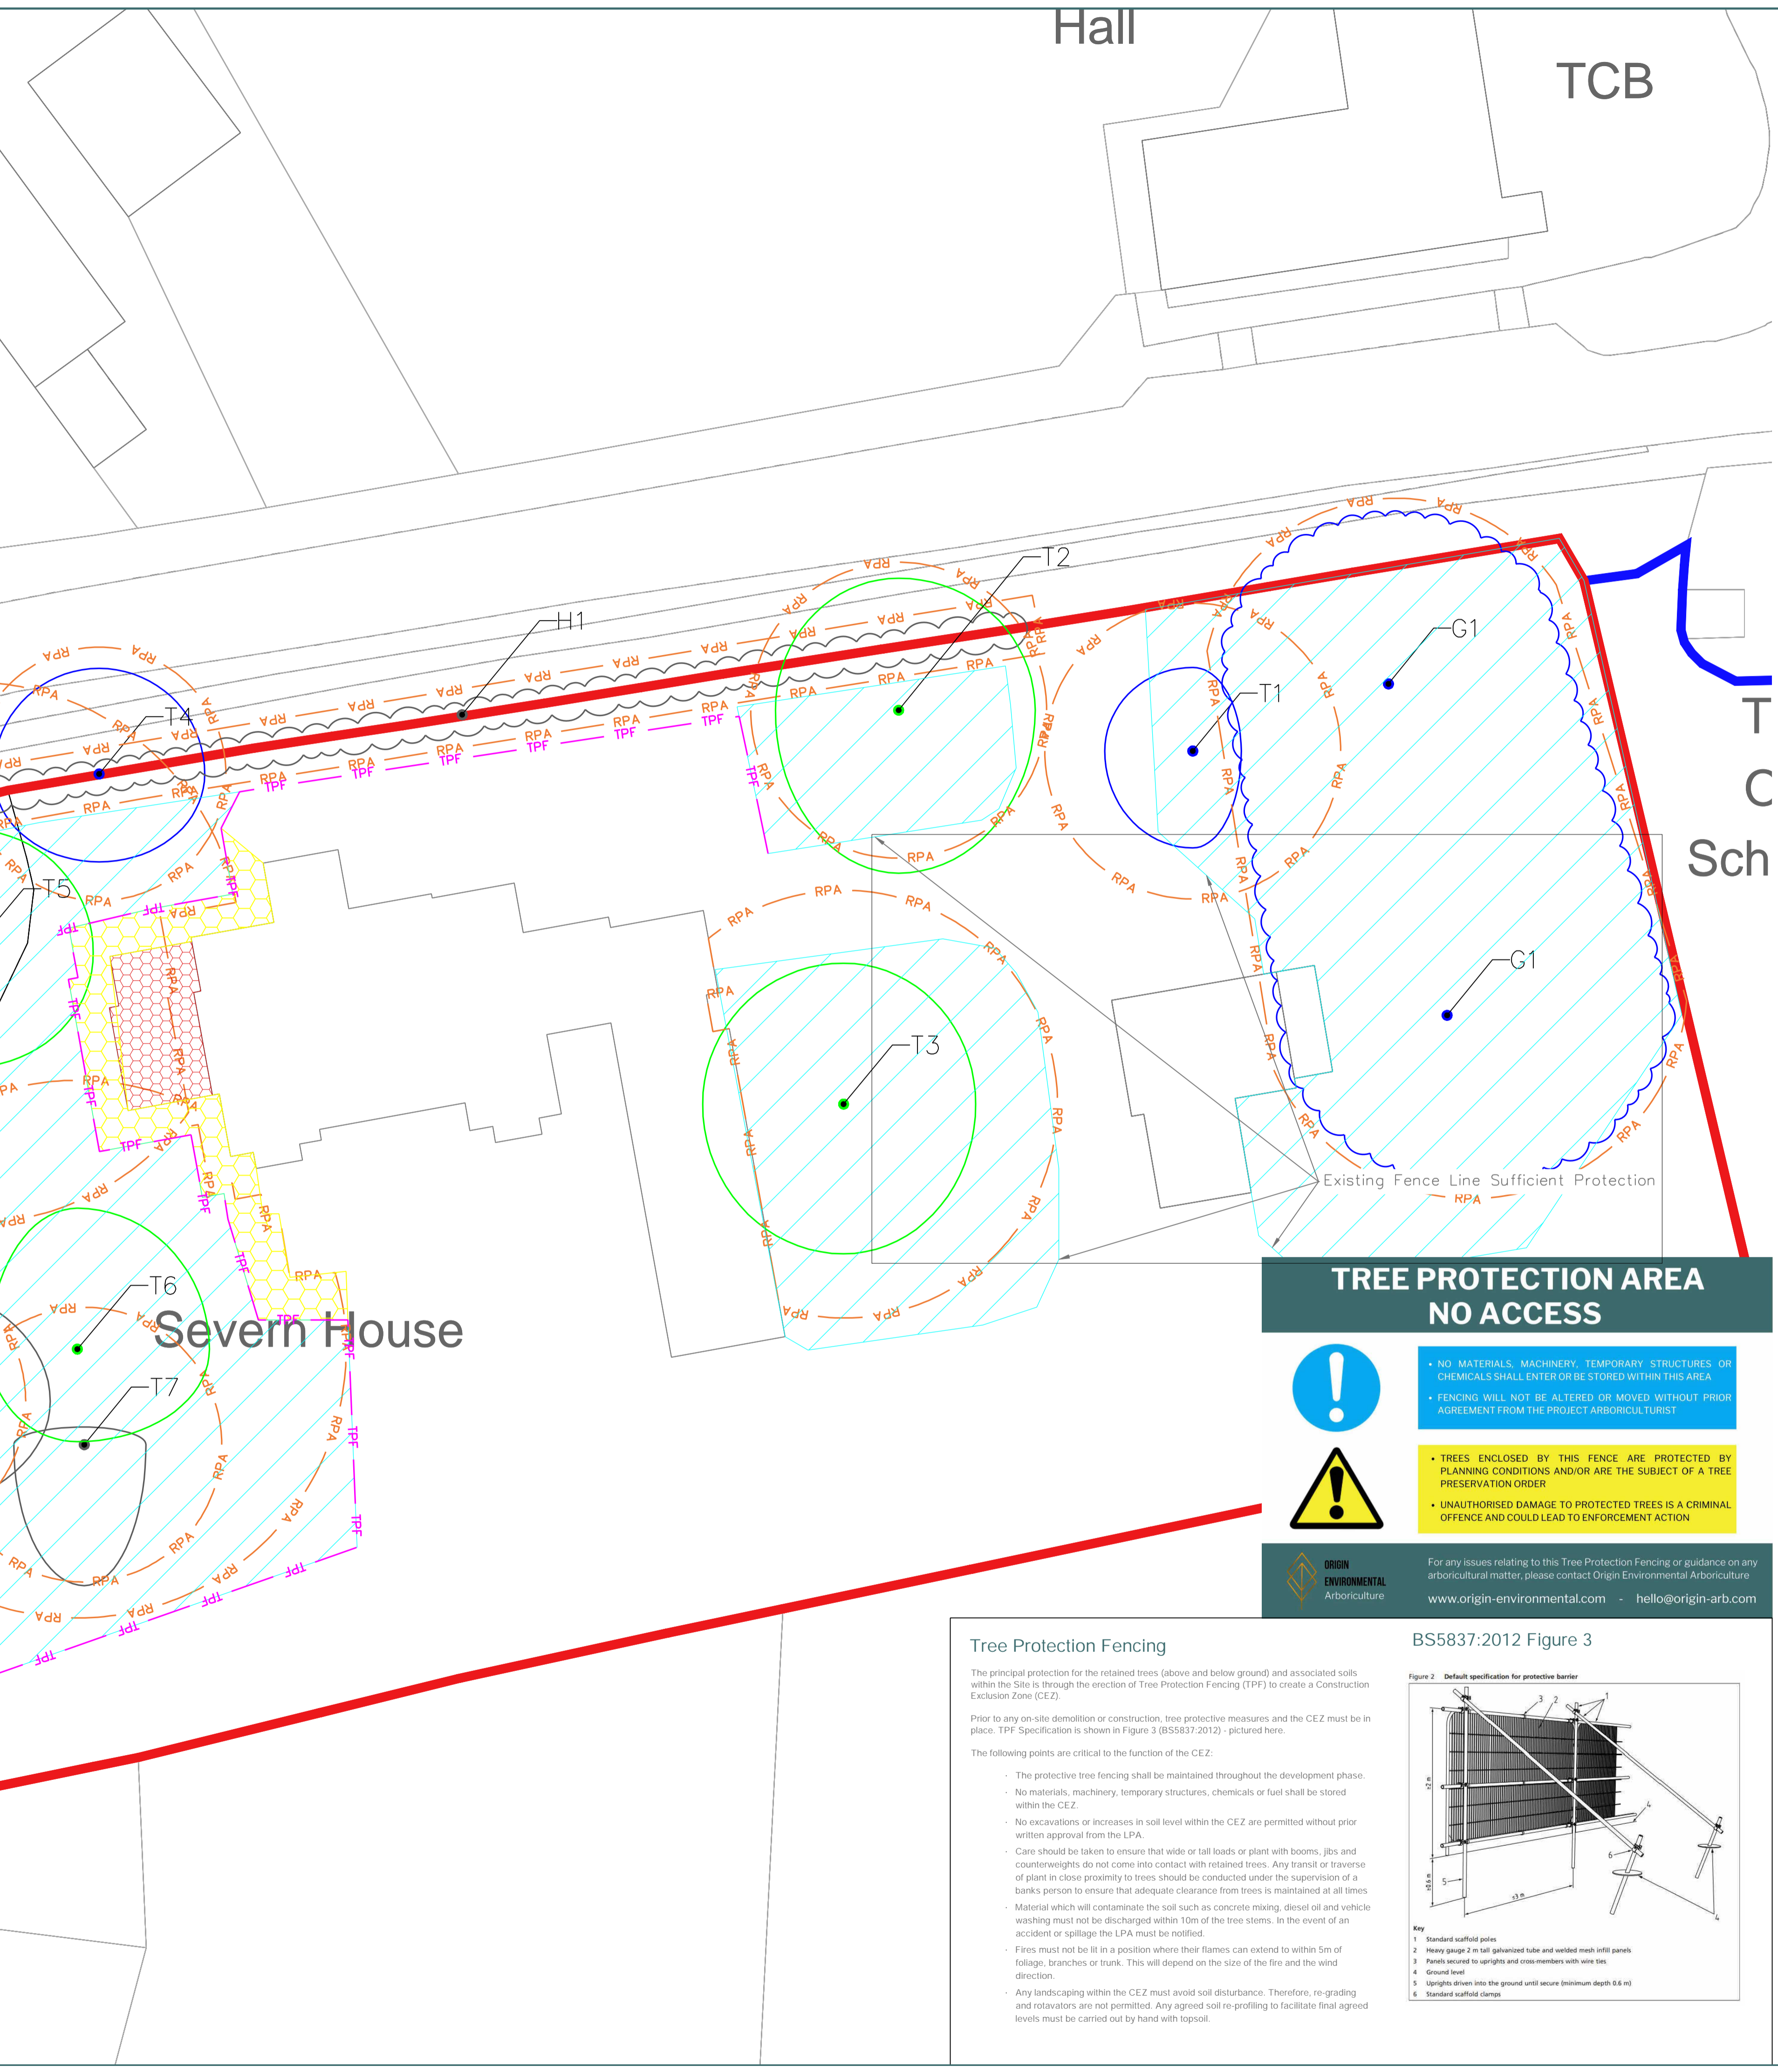 Hall
TCB
T2
H1
G1
T1
T4
T5
G1
T3
T
C
Sch
Existing Fence Line Sufficient Protection
T6
Severn House
T7
RPA
TPF
TREE PROTECTION AREA
NO ACCESS
• NO MATERIALS, MACHINERY, TEMPORARY STRUCTURES OR
CHEMICALS SHALL ENTER OR BE STORED WITHIN THIS AREA
• FENCING WILL NOT BE ALTERED OR MOVED WITHOUT PRIOR
AGREEMENT FROM THE PROJECT ARBORICULTURIST
• TREES ENCLOSED BY THIS FENCE ARE PROTECTED BY
PLANNING CONDITIONS AND/OR ARE THE SUBJECT OF A TREE
PRESERVATION ORDER
• UNAUTHORISED DAMAGE TO PROTECTED TREES IS A CRIMINAL
OFFENCE AND COULD LEAD TO ENFORCEMENT ACTION
ORIGIN
ENVIRONMENTAL
Arboriculture
For any issues relating to this Tree Protection Fencing or guidance on any
arboricultural matter, please contact Origin Environmental Arboriculture
www.origin-environmental.com - hello@origin-arb.com
Tree Protection Fencing
The principal protection for the retained trees (above and below ground) and associated soils
within the Site is through the erection of Tree Protection Fencing (TPF) to create a Construction
Exclusion Zone (CEZ).
Prior to any on-site demolition or construction, tree protective measures and the CEZ must be in
place. TPF Specification is shown in Figure 3 (BS5837:2012) - pictured here.
The following points are critical to the function of the CEZ:
· The protective tree fencing shall be maintained throughout the development phase.
· No materials, machinery, temporary structures, chemicals or fuel shall be stored
within the CEZ.
· No excavations or increases in soil level within the CEZ are permitted without prior
written approval from the LPA.
· Care should be taken to ensure that wide or tall loads or plant with booms, jibs and
counterweights do not come into contact with retained trees. Any transit or traverse
of plant in close proximity to trees should be conducted under the supervision of a
banks person to ensure that adequate clearance from trees is maintained at all times
· Material which will contaminate the soil such as concrete mixing, diesel oil and vehicle
washing must not be discharged within 10m of the tree stems. In the event of an
accident or spillage the LPA must be notified.
· Fires must not be lit in a position where their flames can extend to within 5m of
foliage, branches or trunk. This will depend on the size of the fire and the wind
direction.
· Any landscaping within the CEZ must avoid soil disturbance. Therefore, re-grading
and rotavators are not permitted. Any agreed soil re-profiling to facilitate final agreed
levels must be carried out by hand with topsoil.
BS5837:2012 Figure 3
Figure 2 Default specification for protective barrier
3 2 1
≥2 m
4
6
5
≥0.6 m
≤3 m
4
Key
1 Standard scaffold poles
2 Heavy gauge 2 m tall galvanized tube and welded mesh infill panels
3 Panels secured to uprights and cross-members with wire ties
4 Ground level
5 Uprights driven into the ground until secure (minimum depth 0.6 m)
6 Standard scaffold clamps